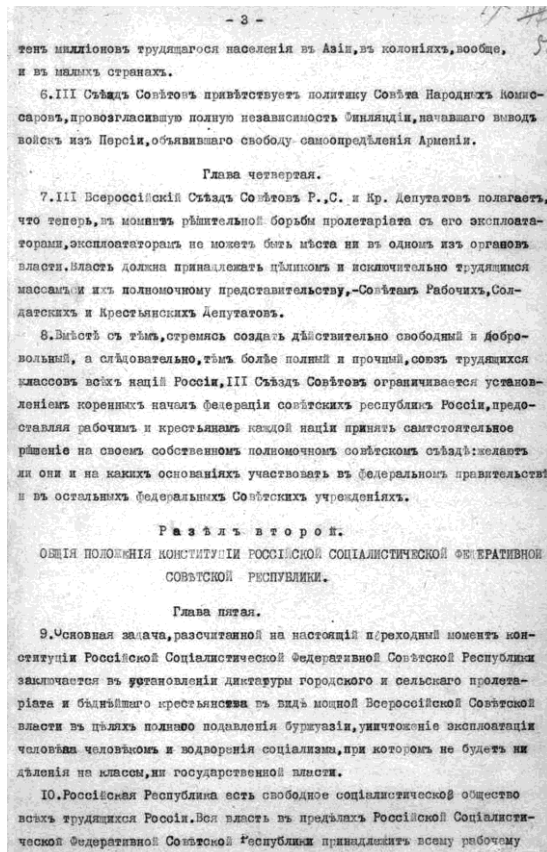 - 3 -
тенъ миллионовъ трудящагося населенія въ Азіи,въ колоніяхъ,вообще,
и въ малыхъ странахъ.
6.III Съѣздъ Совѣтовъ привѣтствуетъ политику Совѣта Народныхъ Комис-
саровъ,провозгласившую полную независимость Финляндіи,начавшаго выводъ
войскъ изъ Персіи,объявившаго свободу самоопредѣленія Арменіи.
Глава четвертая.
7.III Всероссійскій Съѣздъ Совѣтовъ Р.,С. и Кр. Депутатовъ полагаетъ,
что теперь,въ моментъ рѣшительной борьбы пролетаріата съ его эксплоата-
торами,эксплоататорамъ не можетъ быть мѣста ни въ одномъ изъ органовъ
власти.Власть должна принадлежать цѣликомъ и исключительно трудящимся
массамъ и ихъ полномочному представительству,-Совѣтамъ Рабочихъ,Сол-
датскихъ и Крестьянскихъ Депутатовъ.
8.Вмѣстѣ съ тѣмъ,стремясь создать дѣйствительно свободный и добро-
вольный, а слѣдовательно,тѣмъ болѣе полный и прочный,союзъ трудящихся
классовъ всѣхъ націй Россіи,III Съѣздъ Совѣтовъ ограничивается установ-
леніемъ коренныхъ началъ федераціи совѣтскихъ республикъ Россіи,предо-
ставляя рабочимъ и крестьянамъ каждой націи принять самтстоятельное
рѣшеніе на своемъ собственномъ полномочномъ совѣтскомъ съѣздѣ:желаютъ
ли они и на какихъ основаніяхъ участвовать въ федеральномъ правительствѣ
и въ остальныхъ федеральныхъ Совѣтскихъ учрежденіяхъ.
Р а з д ѣ л ъ в т о р о й.
ОБЩІЯ ПОЛОЖЕНІЯ КОНСТИТУЦІИ РОССІЙСКОЙ СОЦІАЛИСТИЧЕСКОЙ ФЕДЕРАТИВНОЙ
СОВѢТСКОЙ РЕСПУБЛИКИ.
Глава пятая.
9.Основная задача,разсчитанной на настоящій переходный моментъ кон-
ституціи Россійской Соціалистической Федеративной Совѣтской Республики
заключается въ установленіи диктатуры городского и сельскаго пролета-
ріата и бѣднѣйшаго крестьянства въ видѣ мощной Всероссійской Совѣтской
власти въ цѣляхъ полнаго подавленія буржуазіи,уничтоженіе эксплоатаціи
человѣка человѣкомъ и водворенія соціализма,при которомъ не будетъ ни
дѣленія на классы,ни государственной власти.
10.Россійская Республика есть свободное социалистическое общество
всѣхъ трудящихся Россіи.Вся власть въ предѣлахъ Россійской Соціалисти-
ческой Федеративной Совѣтской Республики принадлежитъ всему рабочему